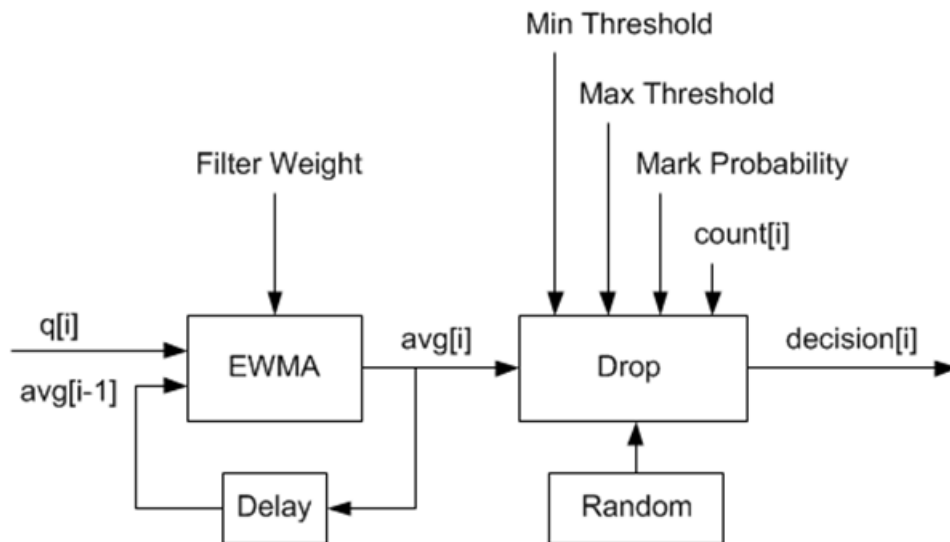 Min Threshold
Max Threshold
Filter Weight
Mark Probability
count[i]
q[i]
avg[i]
decision[i]
EWMA
Drop
avg[i-1]
Delay
Random